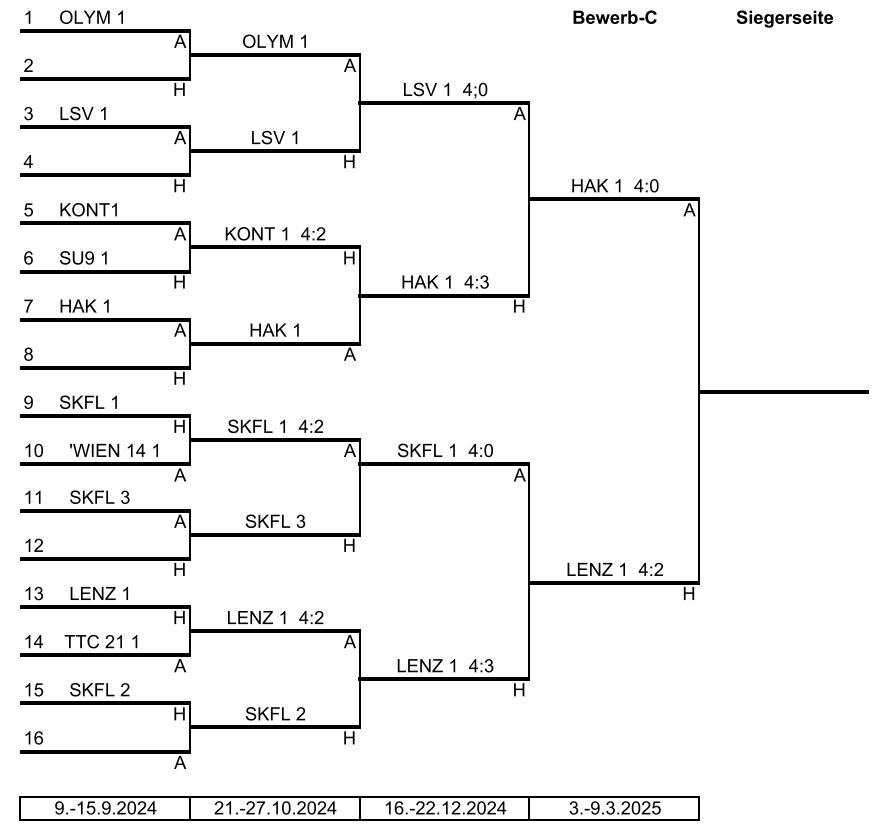 1 OLYM 1 Bewerb-C Siegerseite
A OLYM 1
2 A
H LSV 1 4;0
3 LSV 1 A
A LSV 1
4 H
H HAK 1 4:0
5 KONT1 A
A KONT 1 4:2
6 SU9 1 H
H HAK 1 4:3
7 HAK 1 H
A HAK 1
8 A
H
9 SKFL 1
H SKFL 1 4:2
10 'WIEN 14 1 A SKFL 1 4:0
A A
11 SKFL 3
A SKFL 3
12 H
H LENZ 1 4:2
13 LENZ 1 H
H LENZ 1 4:2
14 TTC 21 1 A
A LENZ 1 4:3
15 SKFL 2 H
H SKFL 2
16 H
A
9.-15.9.2024 21.-27.10.2024 16.-22.12.2024 3.-9.3.2025